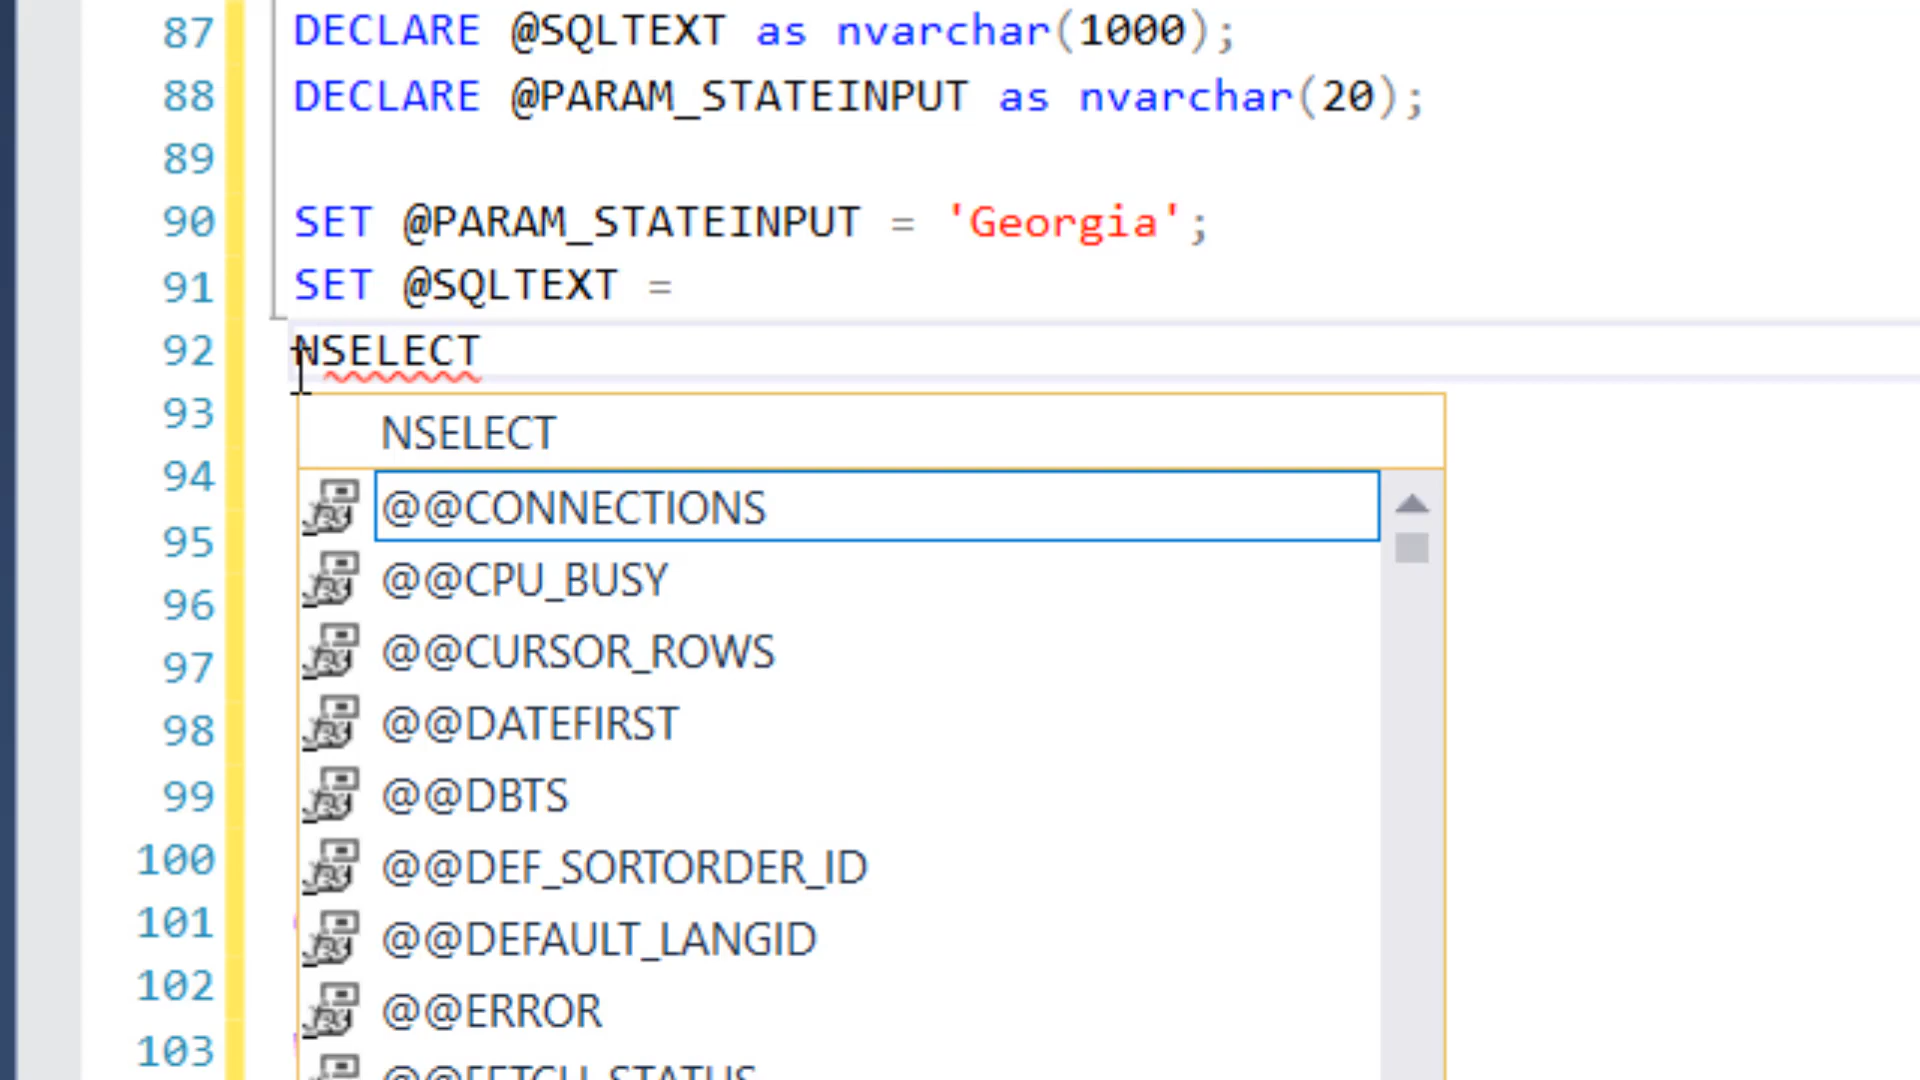 87 DECLARE @SQLTEXT as nvarchar(1000);
88 DECLARE @PARAM_STATEINPUT as nvarchar(20);
89
90 SET @PARAM_STATEINPUT = 'Georgia';
91 SET @SQLTEXT =
92 NSELECT
93 NSELECT
94 @@CONNECTIONS
95 @@CPU_BUSY
96 @@CURSOR_ROWS
97
98 @@DATEFIRST
99 @@DBTS
100 @@DEF_SORTORDER_ID
101 @@DEFAULT_LANGID
102 @@ERROR
103 @@FETCH_STATUS